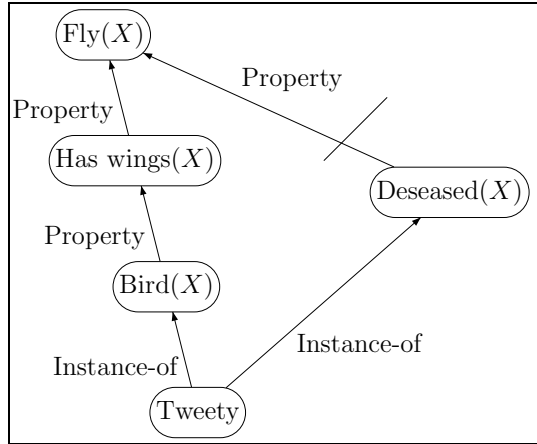 Fly(X)
Property
Property
Has wings(X)
Deseased(X)
Property
Bird(X)
Instance-of
Instance-of
Tweety